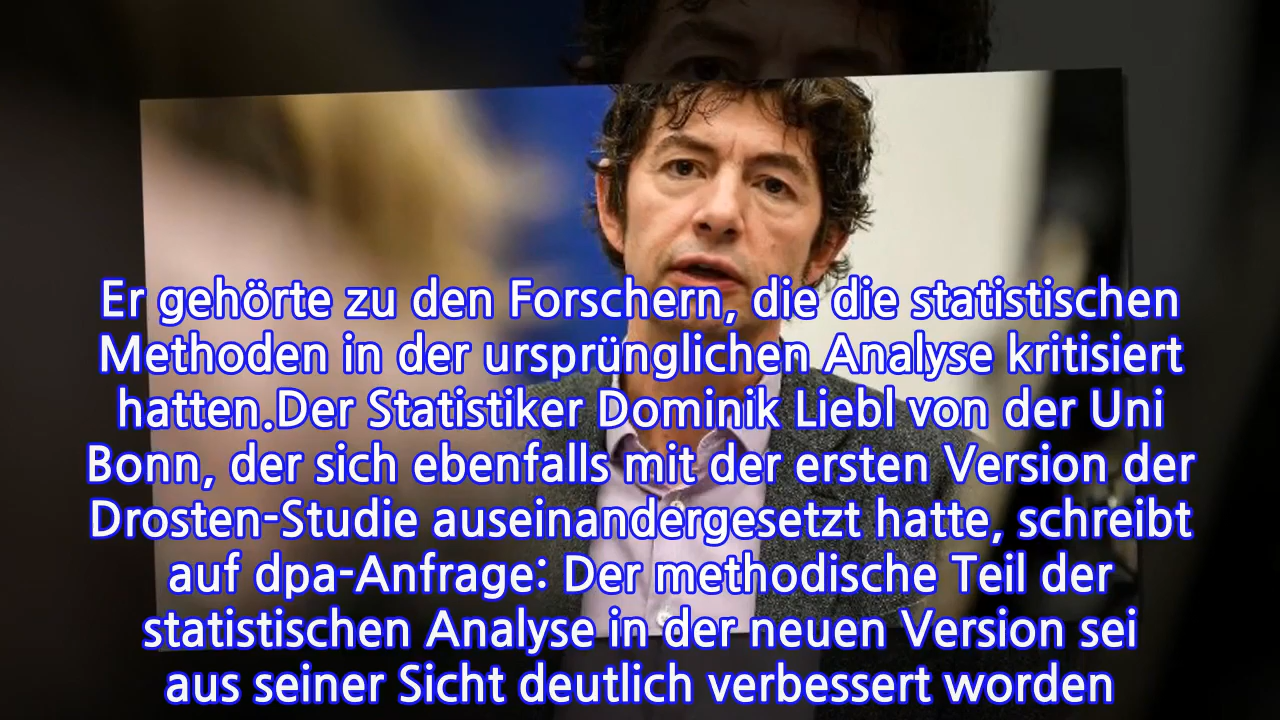 Er gehörte zu den Forschern, die die statistischen
Methoden in der ursprünglichen Analyse kritisiert
hatten.Der Statistiker Dominik Liebl von der Uni
Bonn, der sich ebenfalls mit der ersten Version der
Drosten-Studie auseinandergesetzt hatte, schreibt
auf dpa-Anfrage: Der methodische Teil der
statistischen Analyse in der neuen Version sei
aus seiner Sicht deutlich verbessert worden